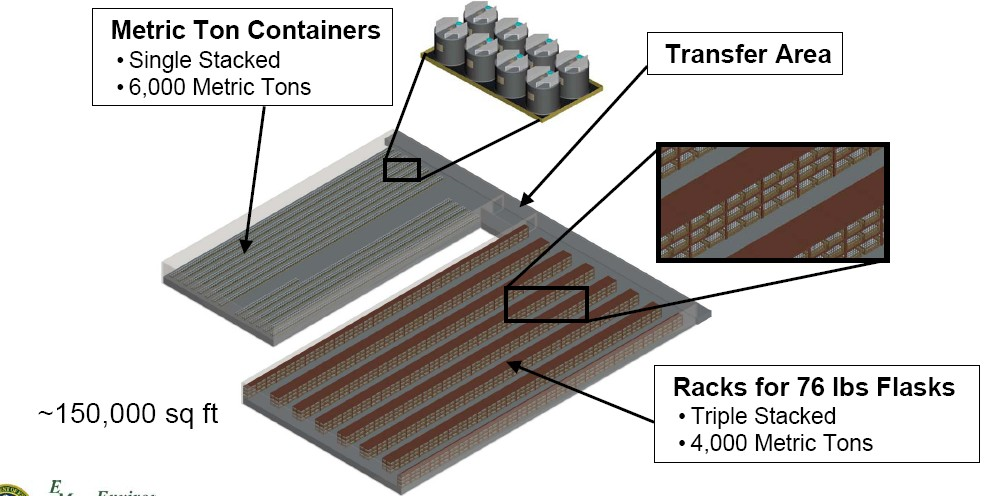 Metric Ton Containers
• Single Stacked
• 6,000 Metric Tons
Transfer Area
Racks for 76 lbs Flasks
• Triple Stacked
• 4,000 Metric Tons
~150,000 sq ft